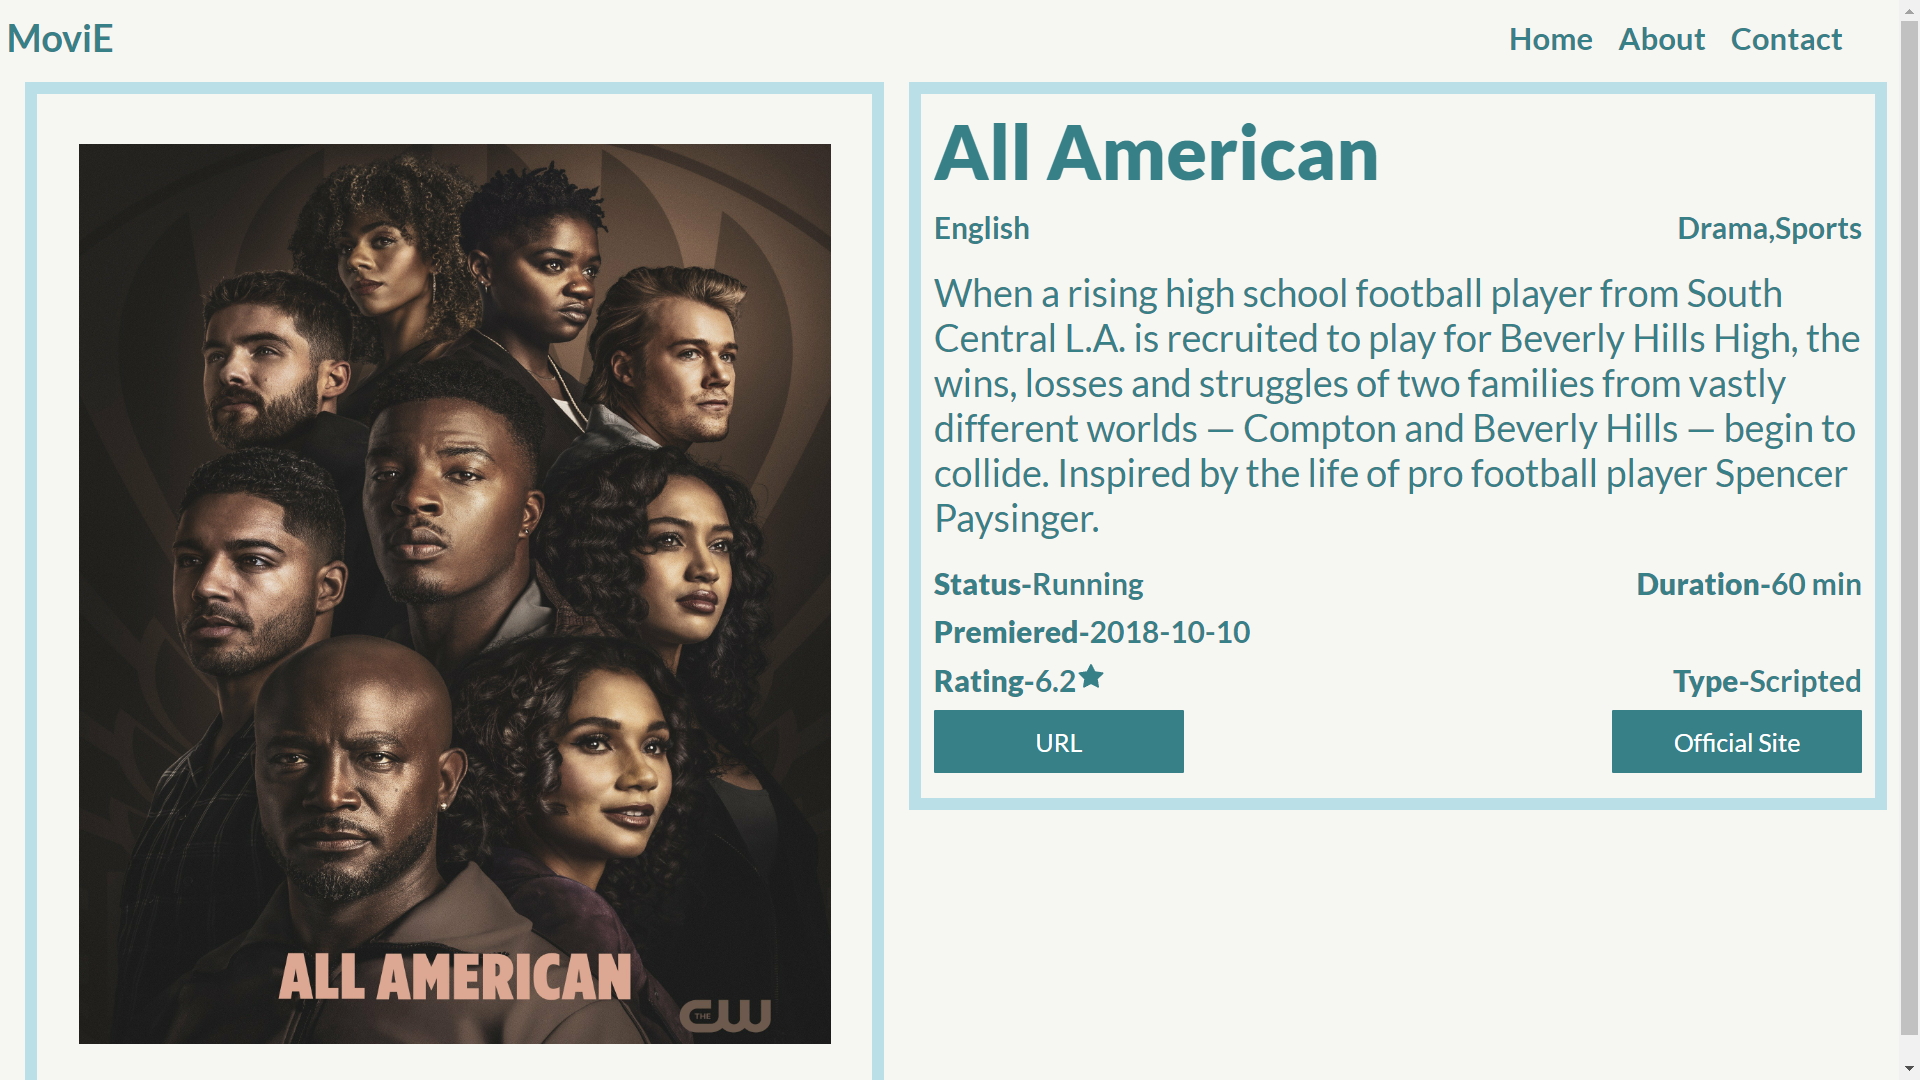 MoviE
Home About Contact
ALL AMERICAN
THE CW
All American
English Drama,Sports
When a rising high school football player from South
Central L.A. is recruited to play for Beverly Hills High, the
wins, losses and struggles of two families from vastly
different worlds — Compton and Beverly Hills — begin to
collide. Inspired by the life of pro football player Spencer
Paysinger.
Status-Running Duration-60 min
Premiered-2018-10-10
Rating-6.2★ Type-Scripted
URL Official Site